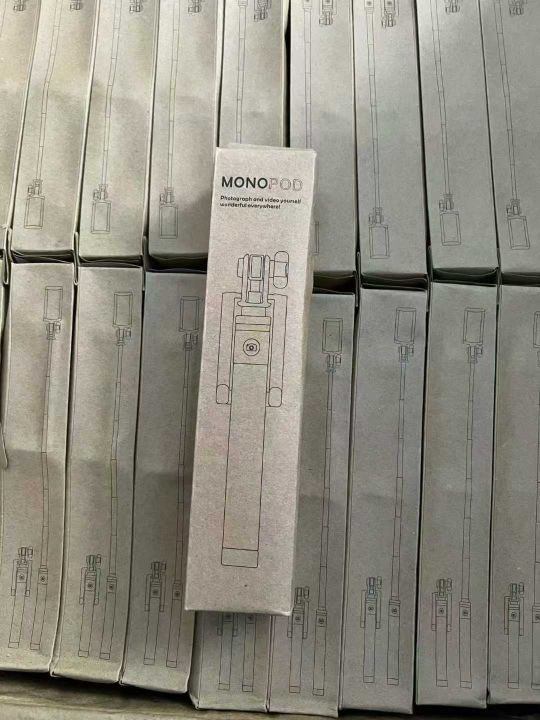 MONOPOD
Photograph and video yourself
wonderful everywhere!